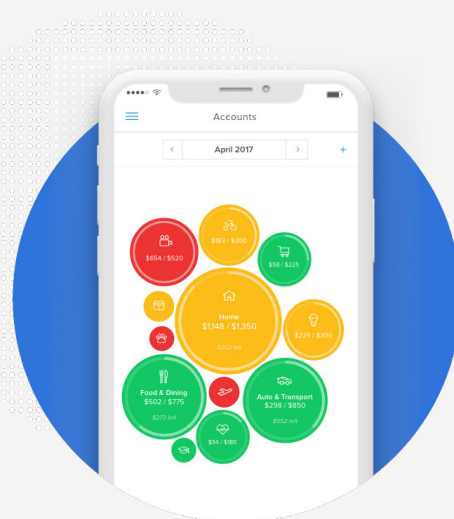 Accounts
April 2017
$183 / $300
$654 / $520
$58 / $225
Home
$1,148 / $1,350
$202 left
$225 / $300
Food & Dining
$502 / $775
$273 left
Auto & Transport
$298 / $850
$552 left
$34 / $185